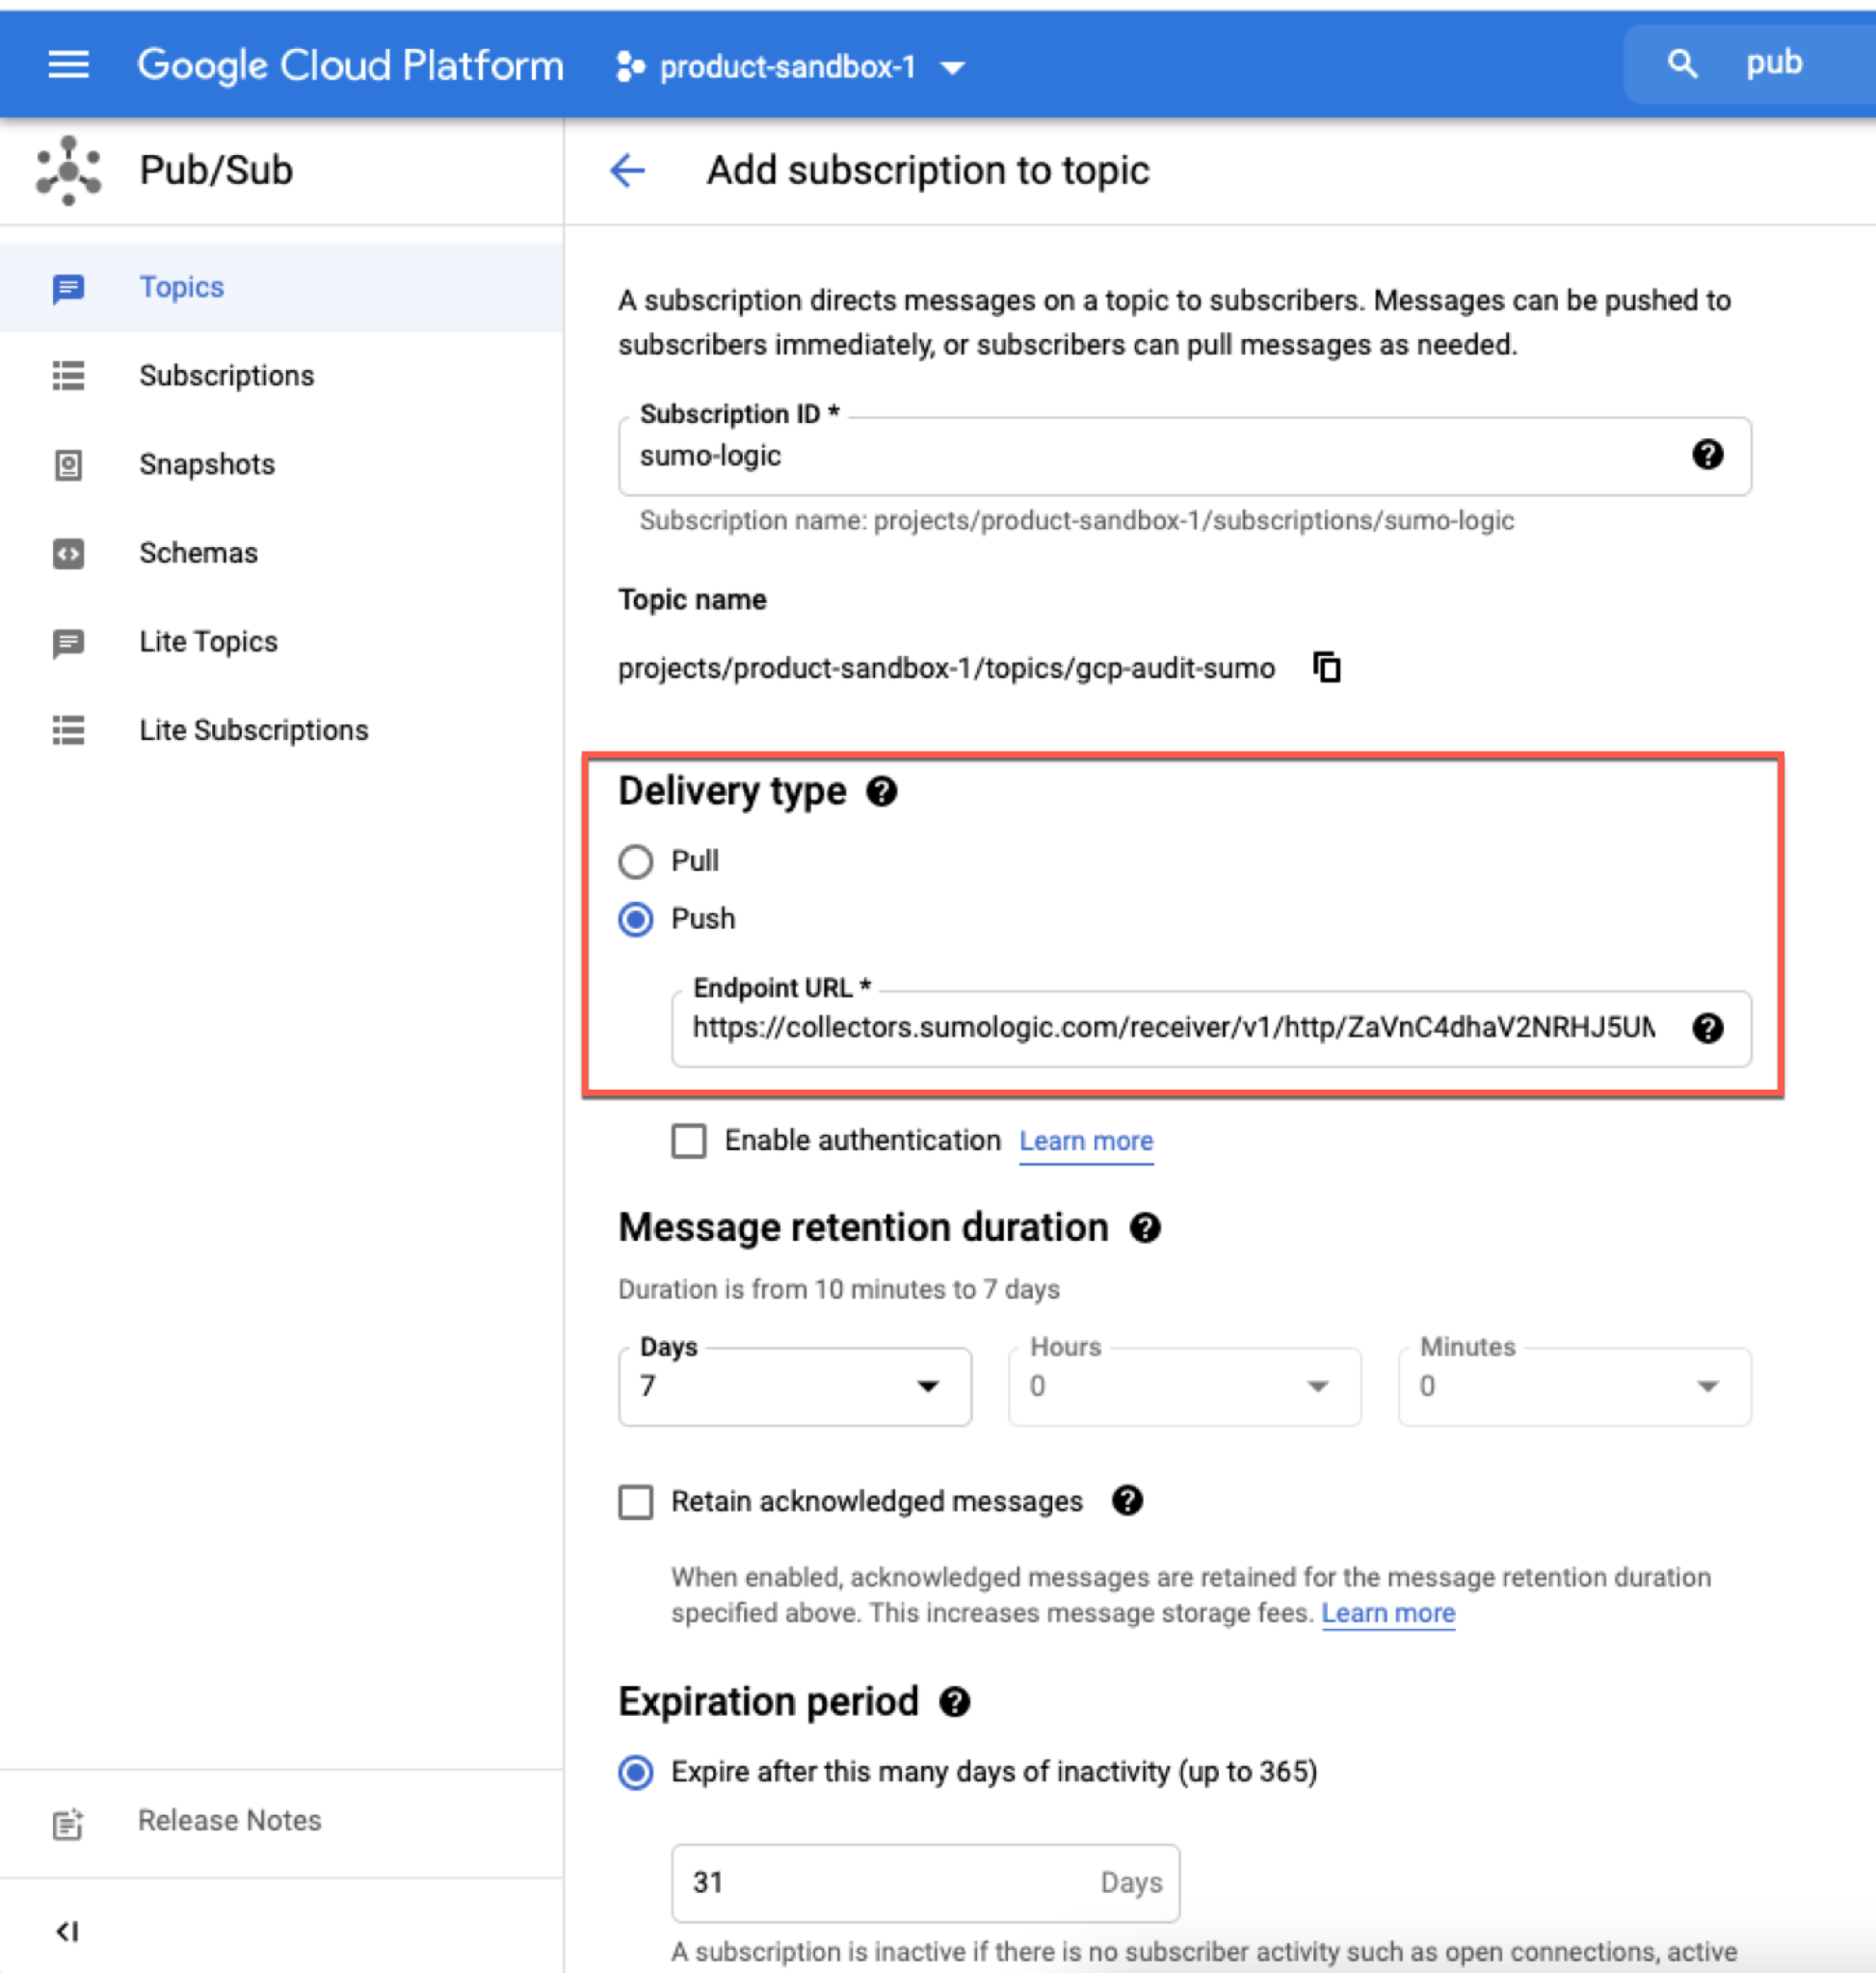 Google Cloud Platform
product-sandbox-1
pub
Pub/Sub
Topics
Subscriptions
Snapshots
Schemas
Lite Topics
Lite Subscriptions
Release Notes
Add subscription to topic
A subscription directs messages on a topic to subscribers. Messages can be pushed to
subscribers immediately, or subscribers can pull messages as needed.
Subscription ID *
sumo-logic
Subscription name: projects/product-sandbox-1/subscriptions/sumo-logic
Topic name
projects/product-sandbox-1/topics/gcp-audit-sumo
Delivery type
Pull
Push
Endpoint URL *
https://collectors.sumologic.com/receiver/v1/http/ZaVnC4dhaV2NRHJ5U
Enable authentication Learn more
Message retention duration
Duration is from 10 minutes to 7 days
Days
7
Hours
0
Minutes
0
Retain acknowledged messages
When enabled, acknowledged messages are retained for the message retention duration
specified above. This increases message storage fees. Learn more
Expiration period
Expire after this many days of inactivity (up to 365)
31 Days
A subscription is inactive if there is no subscriber activity such as open connections, active